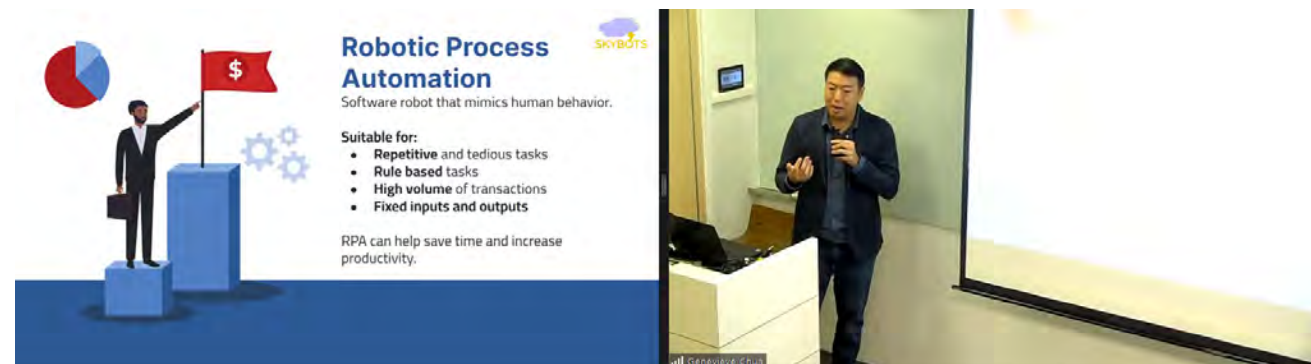 Robotic Process
Automation
SKYBOTS
Software robot that mimics human behavior.
Suitable for:
• Repetitive and tedious tasks
• Rule based tasks
• High volume of transactions
• Fixed inputs and outputs
RPA can help save time and increase
productivity.
$
Genevieve Chua